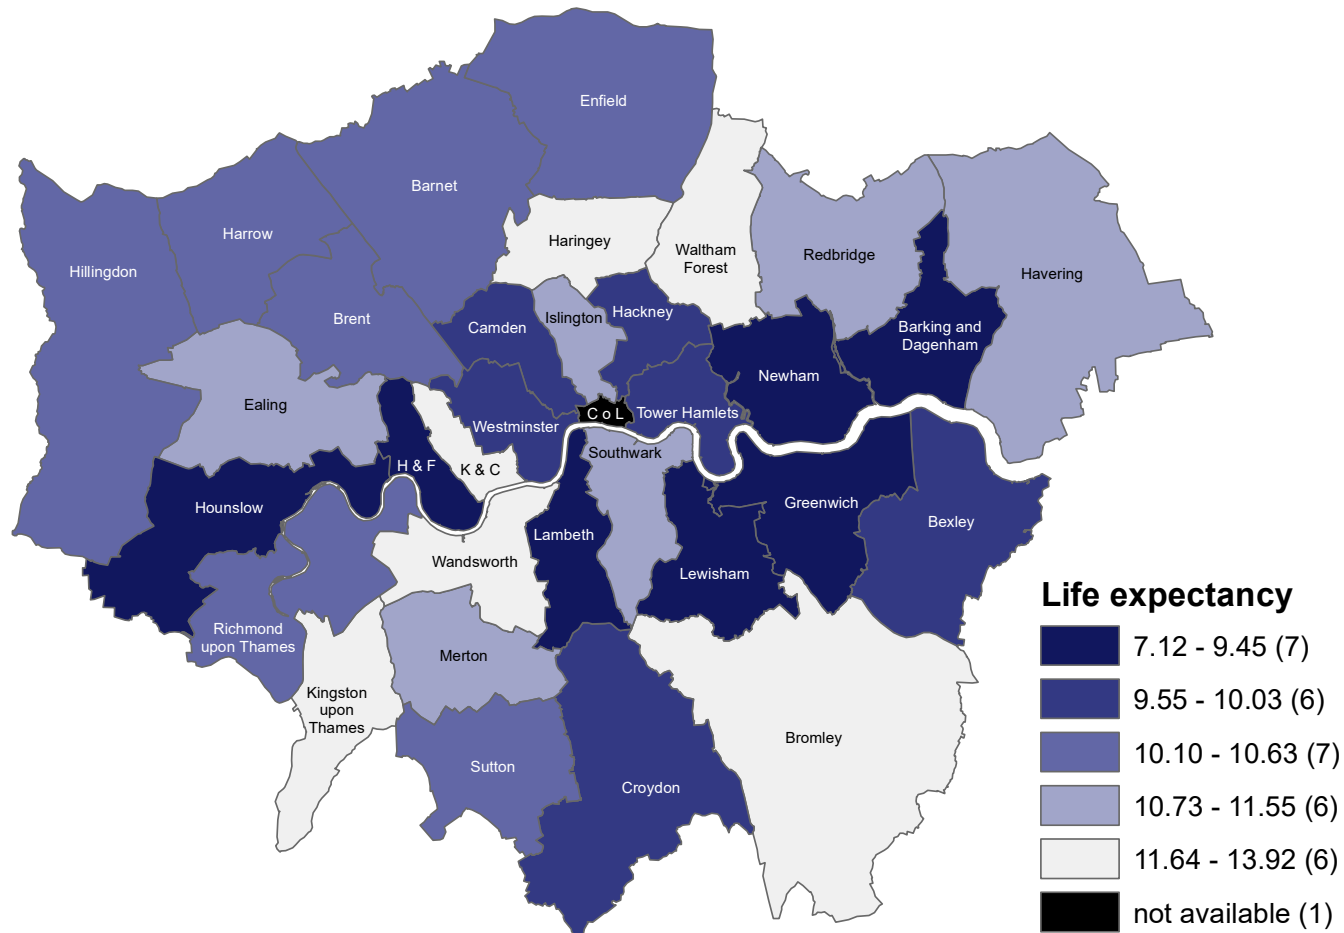 Enfield
Barnet
Harrow
Haringey
Waltham
Forest
Redbridge
Hillingdon
Havering
Brent
Camden
Islington
Hackney
Barking and
Dagenham
Newham
Ealing
Westminster
C o L
Tower Hamlets
H & F
K & C
Southwark
Hounslow
Greenwich
Bexley
Lambeth
Wandsworth
Lewisham
Richmond
upon Thames
Merton
Kingston
upon
Thames
Sutton
Croydon
Bromley
Life expectancy
7.12 - 9.45 (7)
9.55 - 10.03 (6)
10.10 - 10.63 (7)
10.73 - 11.55 (6)
11.64 - 13.92 (6)
not available (1)